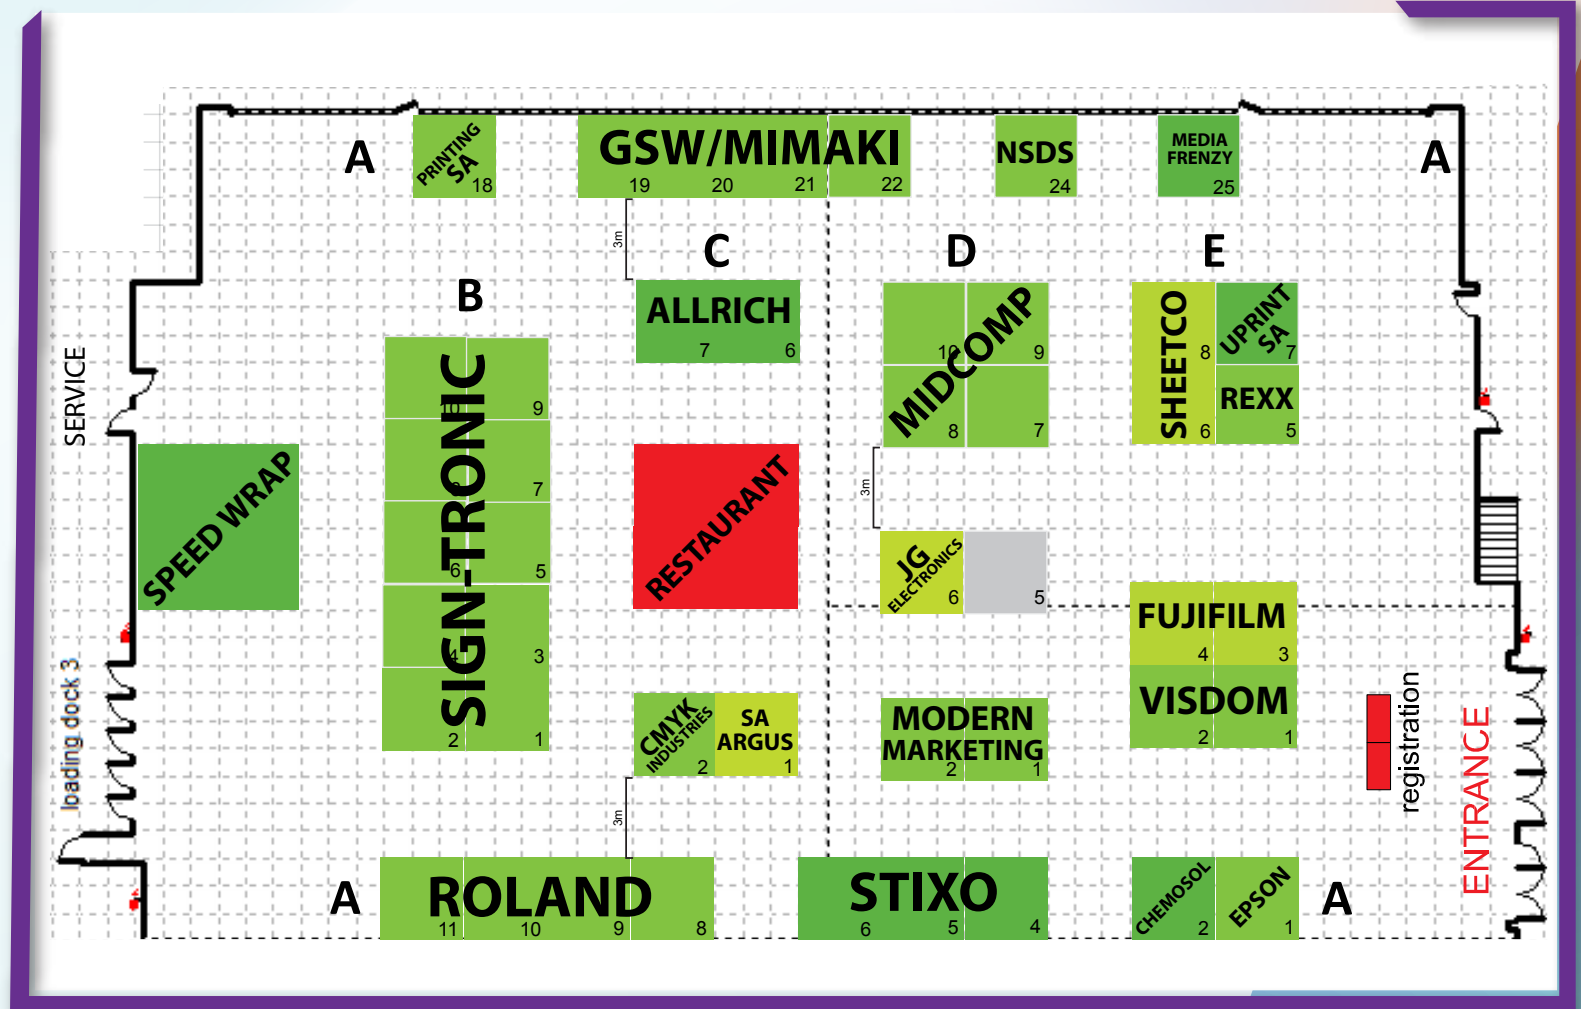 A
PRINTING
SA
18
GSW/MIMAKI
19
20
21
22
NSDS
24
MEDIA
FRENZY
25
A
3m
C
D
E
B
ALLRICH
7
6
MIDCOMP
10
9
8
7
SHEETCO
8
6
UPRINT
SA
7
REXX
5
SERVICE
SIGN-TRONIC
10
9
8
7
6
5
4
3
2
1
SPEED WRAP
RESTAURANT
3m
JG
ELECTRONICS
6
5
FUJIFILM
4
3
VISDOM
2
1
loading dock 3
CMYK
INDUSTRIES
2
SA
ARGUS
1
MODERN
MARKETING
2
1
registration
ENTRANCE
3m
A
ROLAND
11
10
9
8
STIXO
6
5
4
CHEMOSOL
2
EPSON
1
A